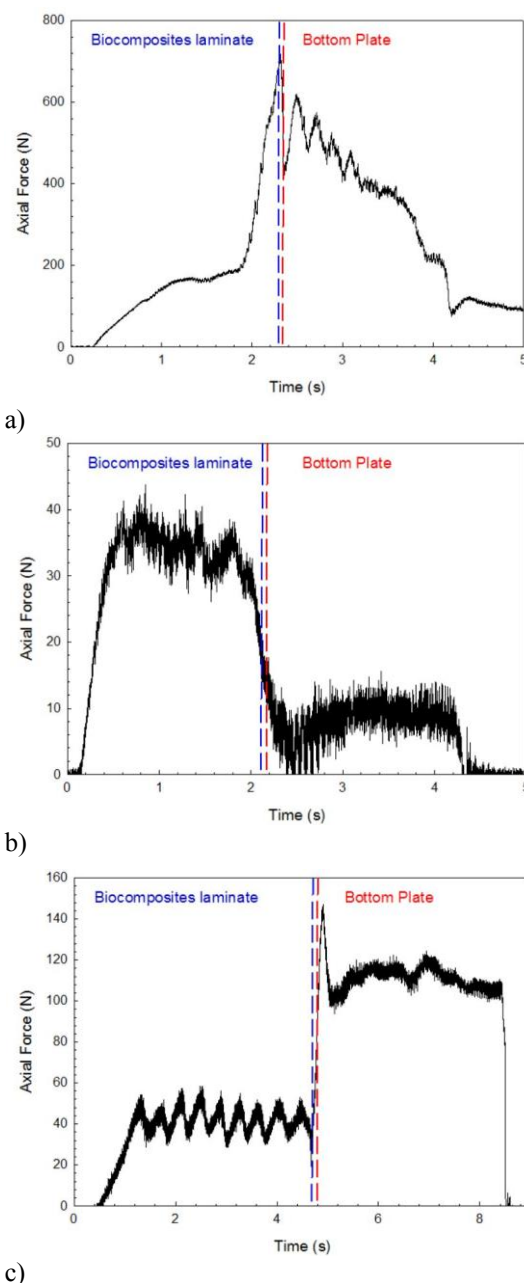 800
Biocomposites laminate
Bottom Plate
600
400
200
0
Axial Force (N)
0 1 2 3 4 5
Time (s)
a)
50
Biocomposites laminate
Bottom Plate
40
30
20
10
0
Axial Force (N)
0 1 2 3 4 5
Time (s)
b)
160
Biocomposites laminate
Bottom Plate
140
120
100
80
60
40
20
0
Axial Force (N)
0 2 4 6 8
Time (s)
c)